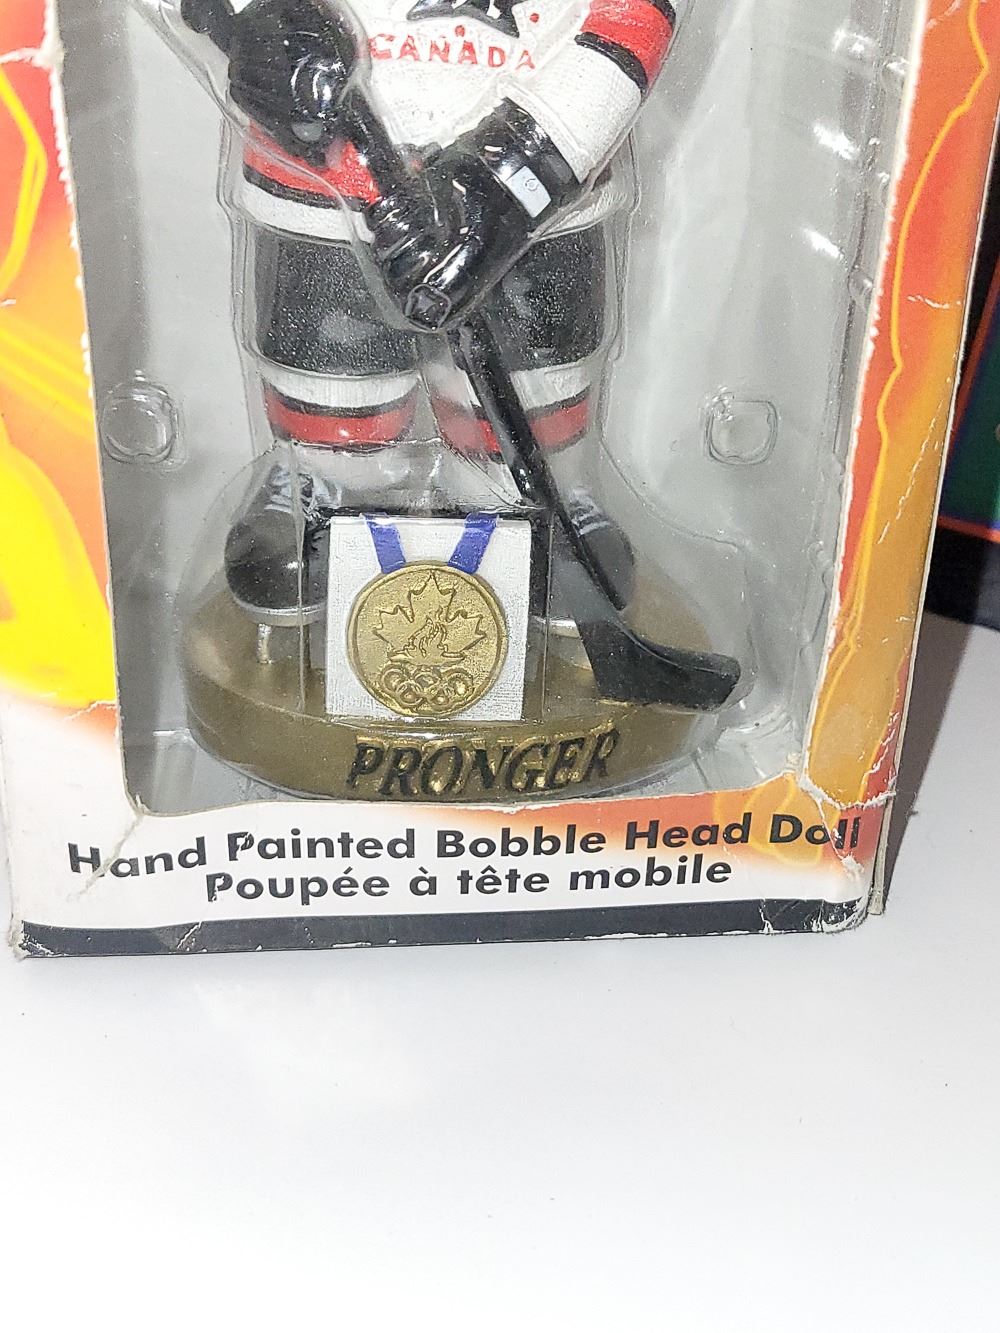 CANADA
PRONGER
Hand Painted Bobble Head Doll
Poupée à tête mobile